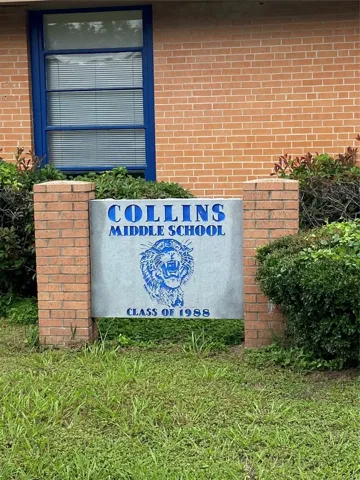 COLLINS
MIDDLE SCHOOL
CLASS OF 1988